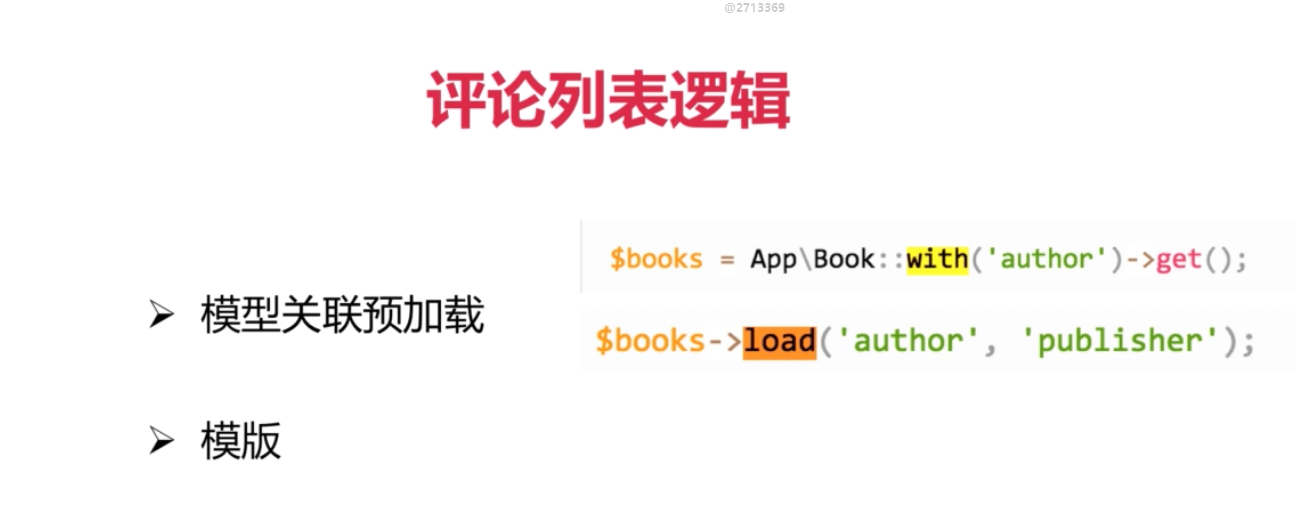 @2713369
评论列表逻辑
$books = App\Book::with('author')->get();
➢ 模型关联预加载
$books->load('author', 'publisher');
➢ 模版